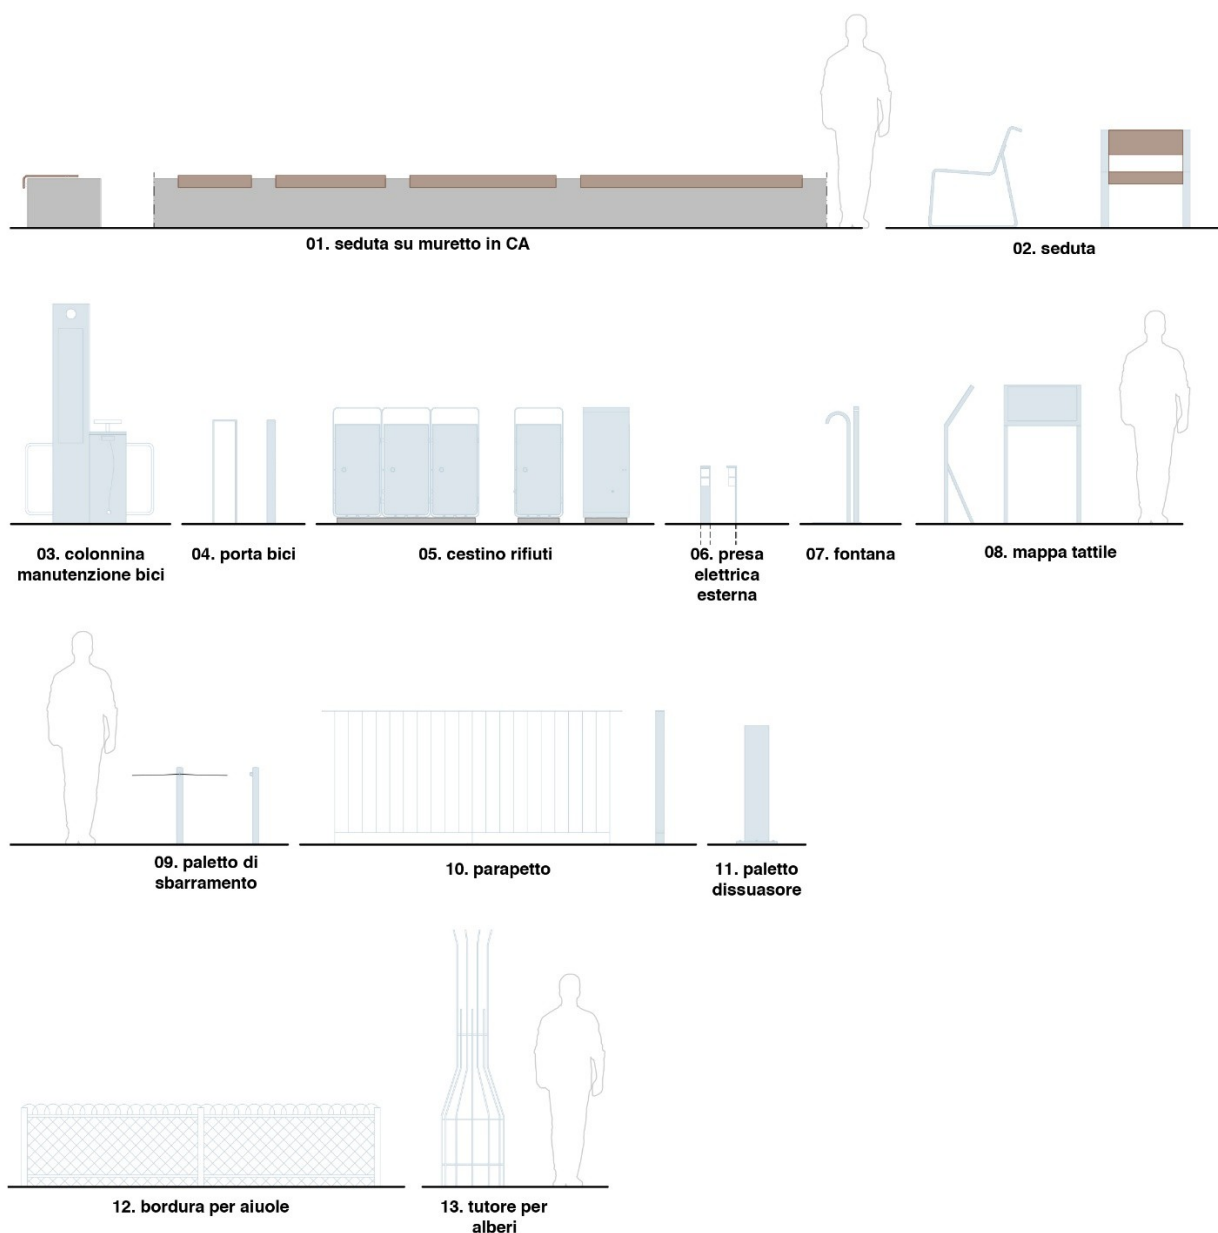 01. seduta su muretto in CA
02. seduta
03. colonnina
manutenzione bici
04. porta bici
05. cestino rifiuti
06. presa
elettrica
esterna
07. fontana
08. mappa tattile
09. paletto di
sbarramento
10. parapetto
11. paletto
dissuasore
12. bordura per aiuole
13. tutore per
alberi